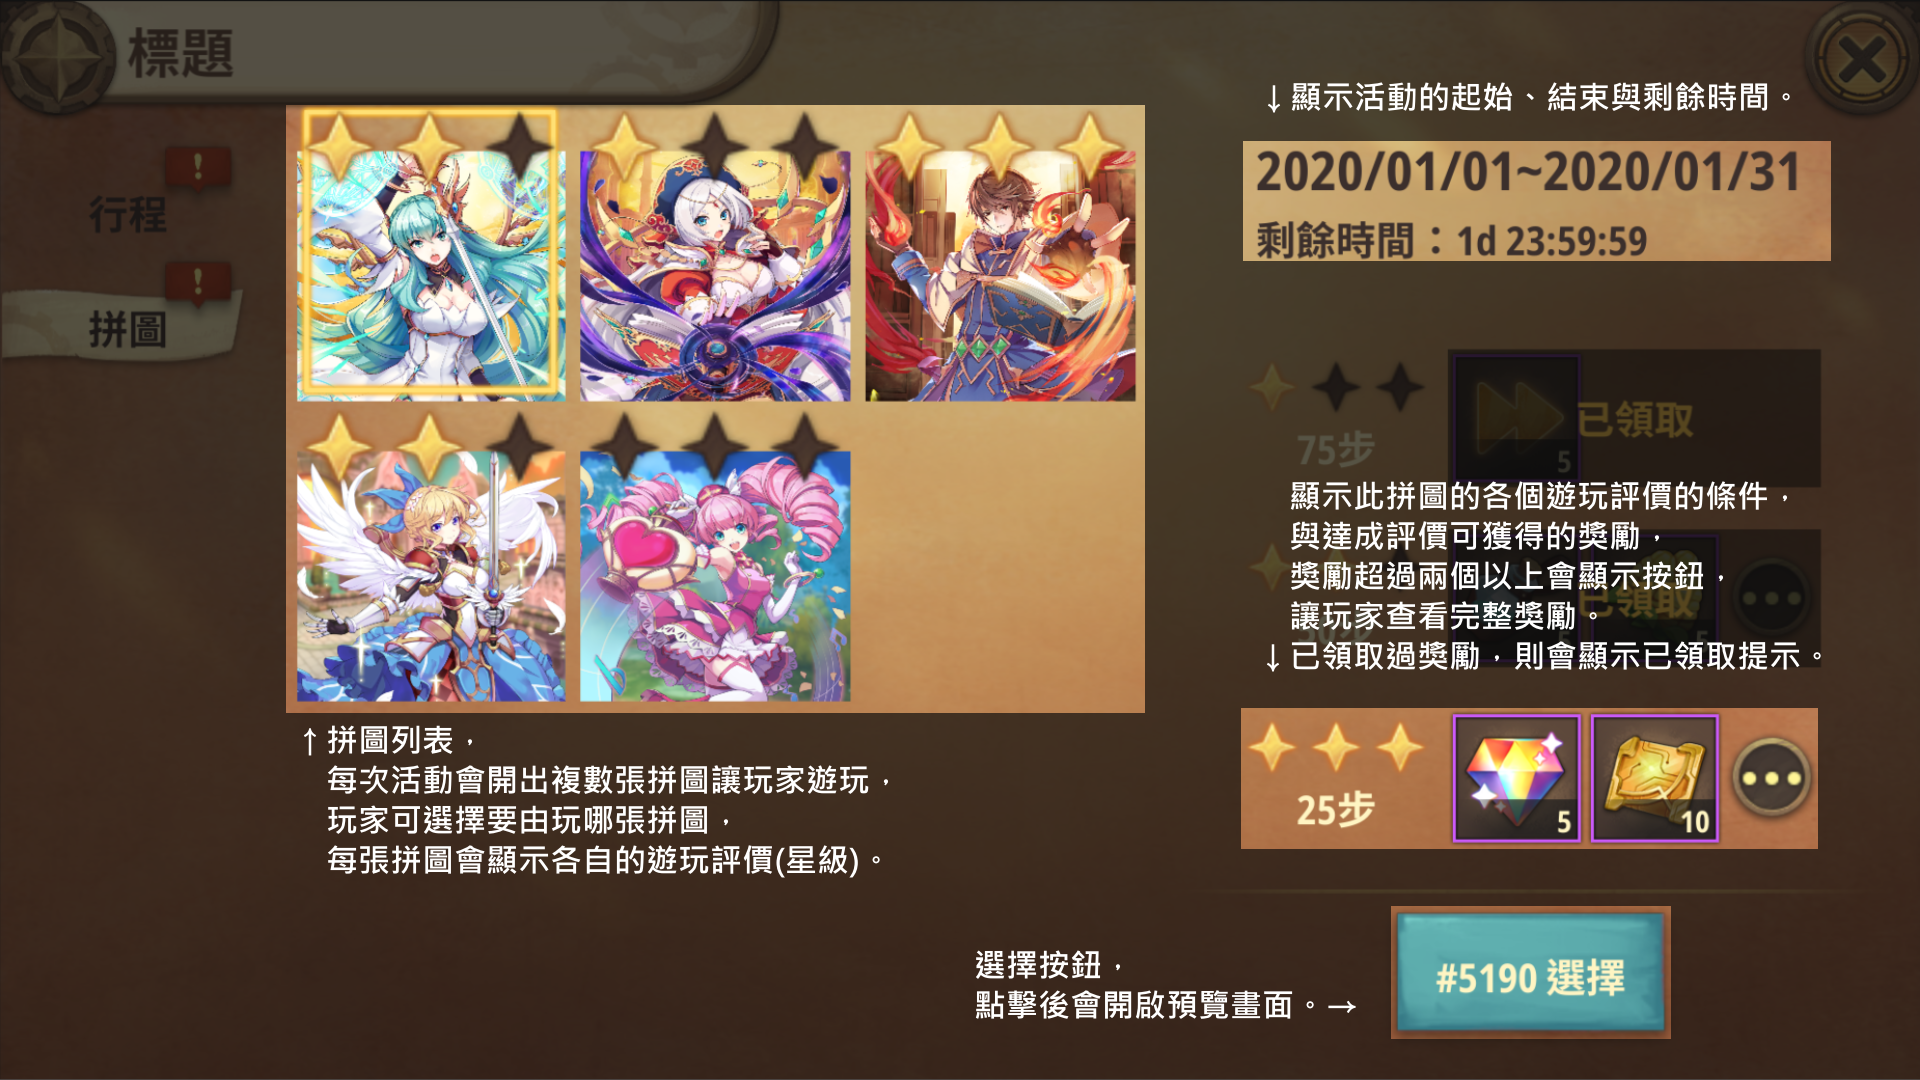 標題
行程
拼圖
↓顯示活動的起始、結束與剩餘時間。
2020/01/01~2020/01/31
剩餘時間：1d 23:59:59
75步
5
已領取
顯示此拼圖的各個遊玩評價的條件，
與達成評價可獲得的獎勵，
獎勵超過兩個以上會顯示按鈕，
讓玩家查看完整獎勵。
↓已領取過獎勵，則會顯示已領取提示。
已領取
25步
5
10
↑拼圖列表，
每次活動會開出複數張拼圖讓玩家遊玩，
玩家可選擇要由玩哪張拼圖，
每張拼圖會顯示各自的遊玩評價(星級)。
選擇按鈕，
點擊後會開啟預覽畫面。→
#5190 選擇